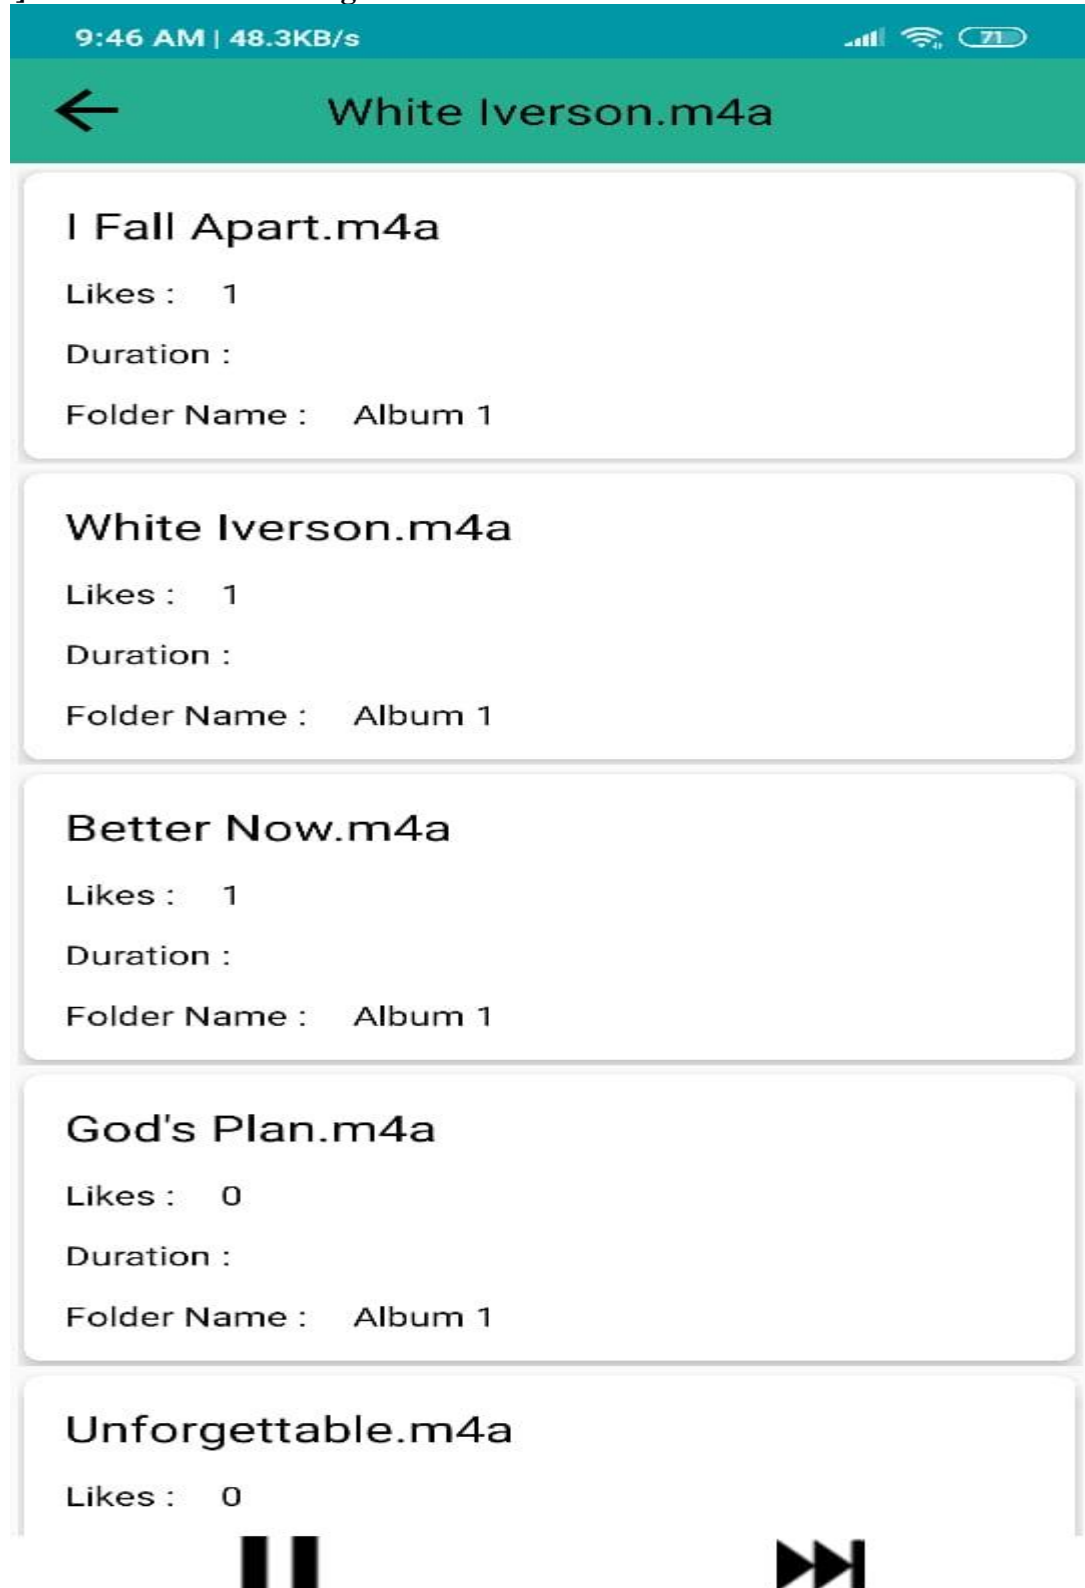 9:46 AM | 48.3KB/s 71
White Iverson.m4a
I Fall Apart.m4a
Likes : 1
Duration :
Folder Name : Album 1
White Iverson.m4a
Likes : 1
Duration :
Folder Name : Album 1
Better Now.m4a
Likes : 1
Duration :
Folder Name : Album 1
God's Plan.m4a
Likes : 0
Duration :
Folder Name : Album 1
Unforgettable.m4a
Likes : 0